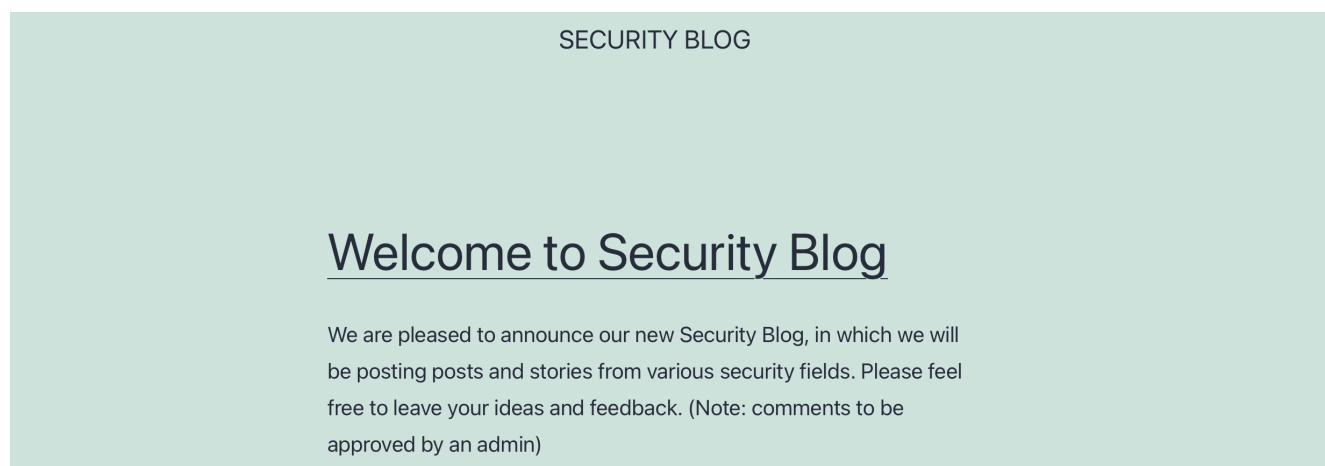 SECURITY BLOG
Welcome to Security Blog
We are pleased to announce our new Security Blog, in which we will
be posting posts and stories from various security fields. Please feel
free to leave your ideas and feedback. (Note: comments to be
approved by an admin)